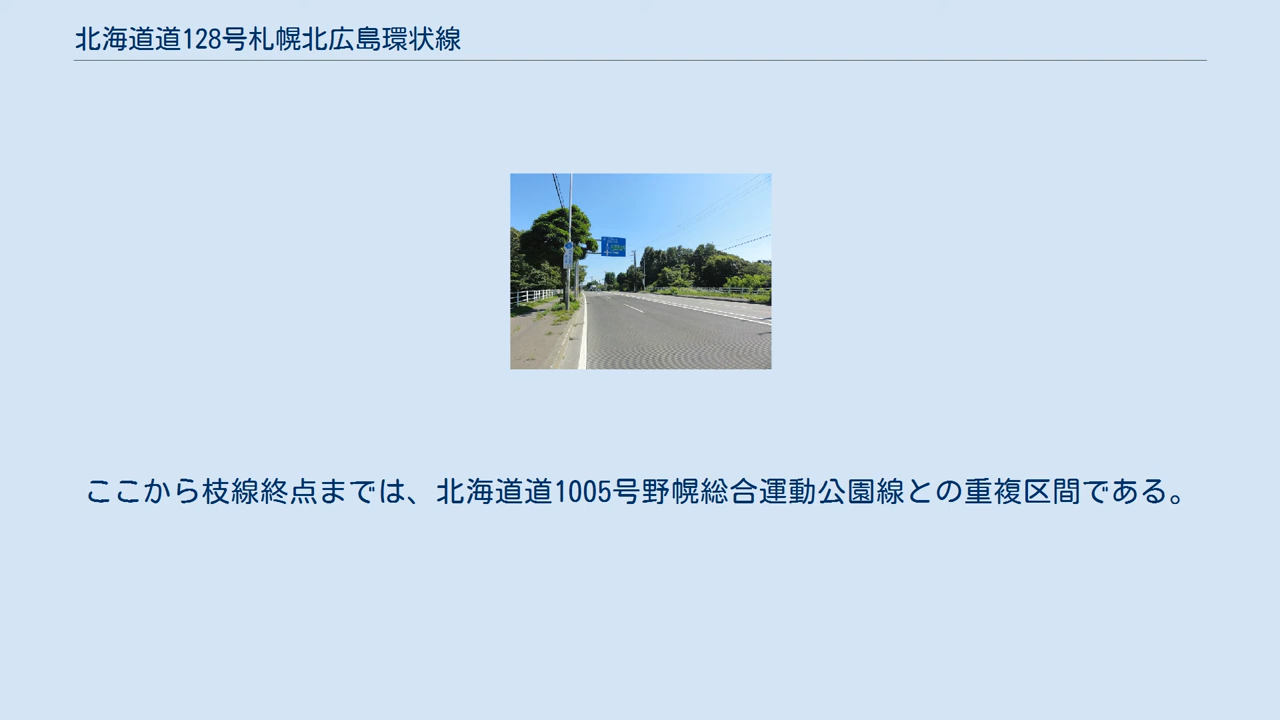 北海道道128号札幌北広島環状線
ここから枝線終点までは、北海道道1005号野幌総合運動公園線との重複区間である。